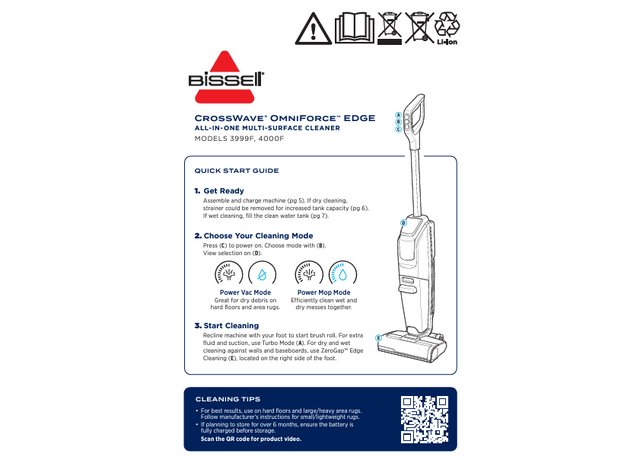 Li-Ion
BISSELL
CROSSWAVE® OMNIFORCE™ EDGE
ALL-IN-ONE MULTI-SURFACE CLEANER
MODELS 3999F, 4000F
QUICK START GUIDE
1. Get Ready
Assemble and charge machine (pg 5). If dry cleaning,
strainer could be removed for increased tank capacity (pg 6).
If wet cleaning, fill the clean water tank (pg 7).
2. Choose Your Cleaning Mode
Press (C) to power on. Choose mode with (B).
View selection on (D).
Power Vac Mode
Great for dry debris on
hard floors and area rugs.
Power Mop Mode
Efficiently clean wet and
dry messes together.
3. Start Cleaning
Recline machine with your foot to start brush roll. For extra
fluid and suction, use Turbo Mode (A). For dry and wet
cleaning against walls and baseboards, use ZeroGap™ Edge
Cleaning (E), located on the right side of the foot.
A
B
C
D
E
CLEANING TIPS
• For best results, use on hard floors and large/heavy area rugs.
Follow manufacturer's instructions for small/lightweight rugs.
• If planning to store for over 6 months, ensure the battery is
fully charged before storage.
Scan the QR code for product video.